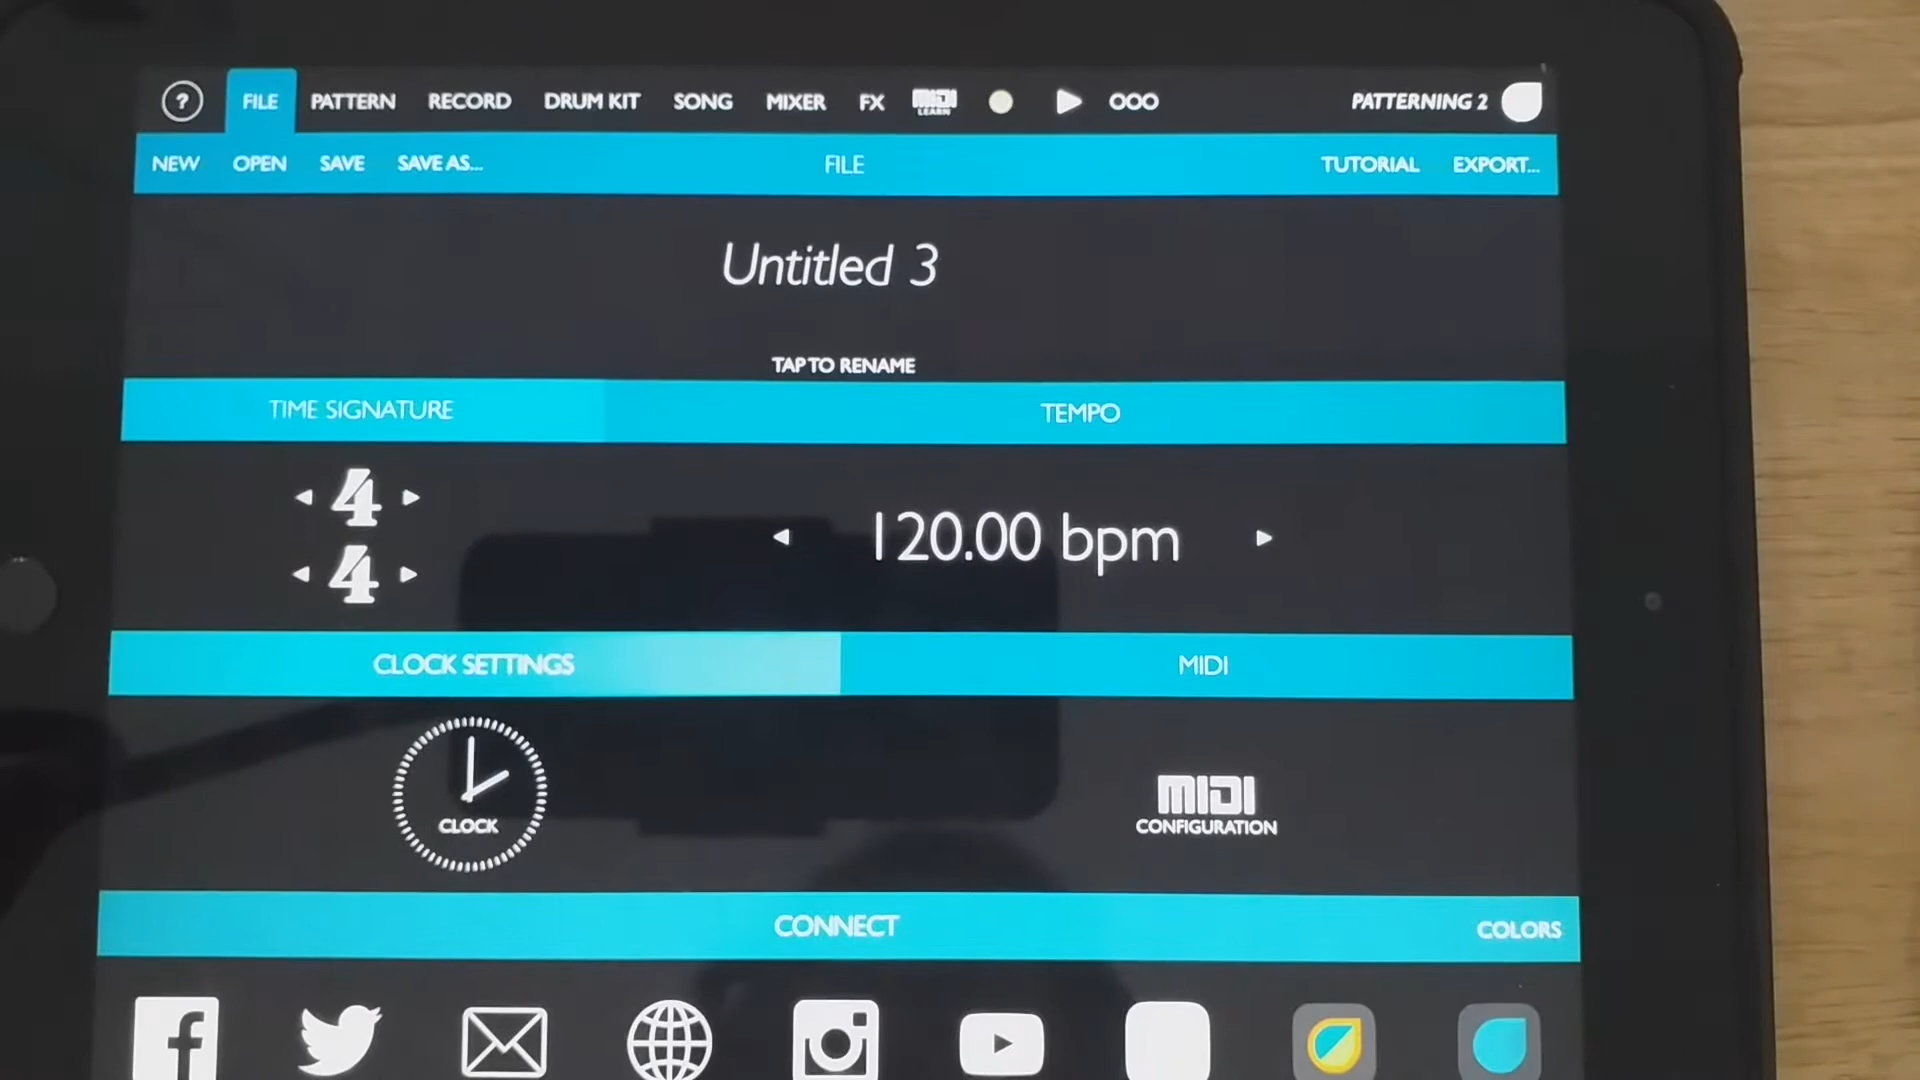 ? FILE PATTERN RECORD DRUM KIT SONG MIXER FX MIDI LEARN PATTERNING 2
NEW OPEN SAVE SAVE AS... FILE TUTORIAL EXPORT...
Untitled 3
TAP TO RENAME
TIME SIGNATURE TEMPO
4
4
120.00 bpm
CLOCK SETTINGS MIDI
CLOCK
MIDI
CONFIGURATION
CONNECT COLORS